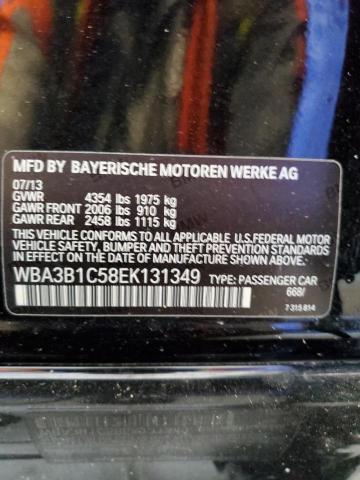 MFD BY BAYERISCHE MOTOREN WERKE AG
07/13
GVWR 4354 lbs 1975 kg
GAWR FRONT 2006 lbs 910 kg
GAWR REAR 2458 lbs 1115 kg
THIS VEHICLE CONFORMS TO ALL APPLICABLE U.S.FEDERAL MOTOR
VEHICLE SAFETY, BUMPER AND THEFT PREVENTION STANDARDS IN
EFFECT ON THE DATE OF MANUFACTURE SHOWN ABOVE.
WBA3B1C58EK131349 TYPE: PASSENGER CAR
668/
7 315 814